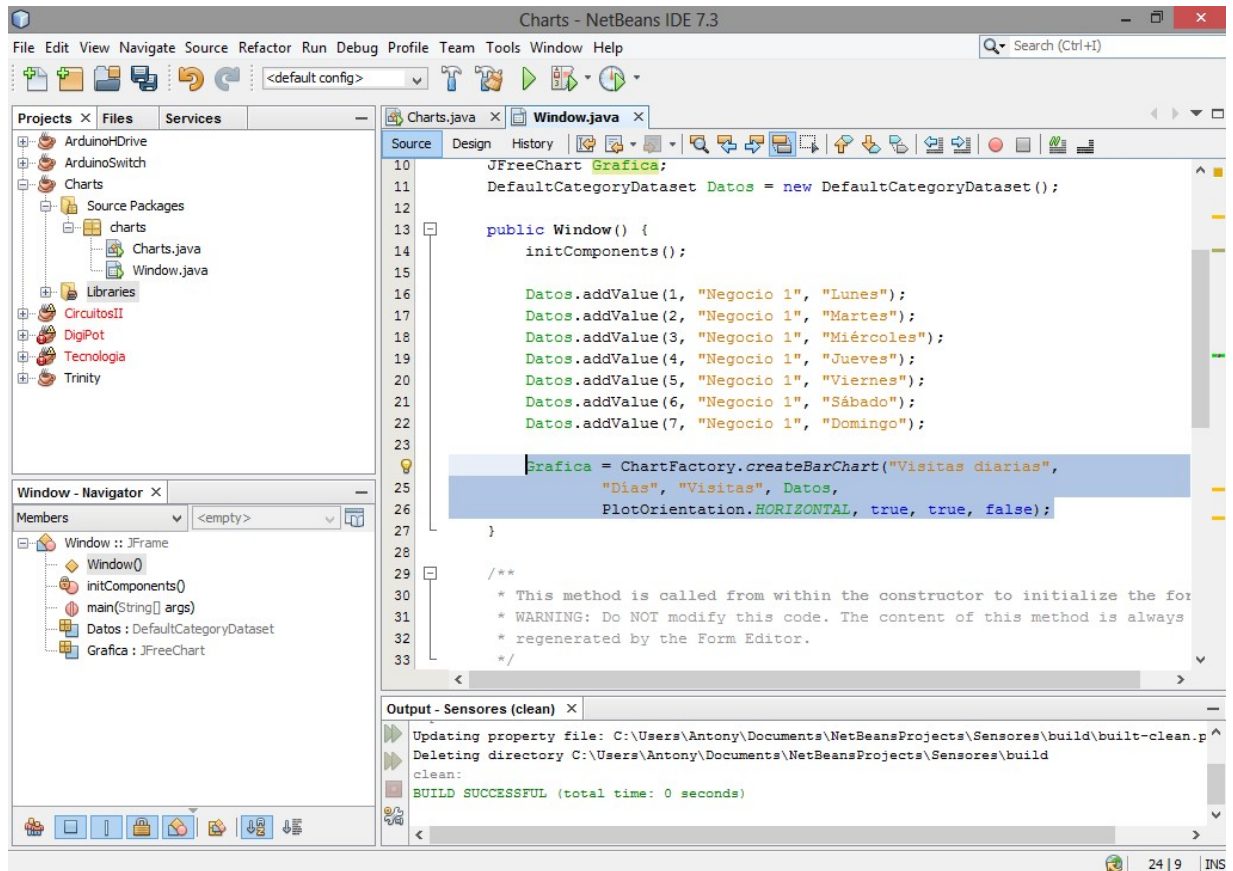 Charts - NetBeans IDE 7.3
File Edit View Navigate Source Refactor Run Debug Profile Team Tools Window Help
Search (Ctrl+I)
<default config>
Projects Files Services
ArduinoHDrive
ArduinoSwitch
Charts
Source Packages
charts
Charts.java
Window.java
Libraries
CircuitosII
DigiPot
Tecnologia
Trinity
Window - Navigator
Members <empty>
Window :: JFrame
Window()
initComponents()
main(String[] args)
Datos : DefaultCategoryDataset
Grafica : JFreeChart
Charts.java Window.java
Source Design History
10 JFreeChart Grafica;
11 DefaultCategoryDataset Datos = new DefaultCategoryDataset();
12
13 public Window() {
14 initComponents();
15
16 Datos.addValue(1, "Negocio 1", "Lunes");
17 Datos.addValue(2, "Negocio 1", "Martes");
18 Datos.addValue(3, "Negocio 1", "Miércoles");
19 Datos.addValue(4, "Negocio 1", "Jueves");
20 Datos.addValue(5, "Negocio 1", "Viernes");
21 Datos.addValue(6, "Negocio 1", "Sábado");
22 Datos.addValue(7, "Negocio 1", "Domingo");
23
Grafica = ChartFactory.createBarChart("Visitas diarias",
25 "Dias", "Visitas", Datos,
26 PlotOrientation.HORIZONTAL, true, true, false);
27 }
28
29 /**
30 * This method is called from within the constructor to initialize the for
31 * WARNING: Do NOT modify this code. The content of this method is always
32 * regenerated by the Form Editor.
33 */
Output - Sensores (clean)
Updating property file: C:\Users\Antony\Documents\NetBeansProjects\Sensores\build\built-clean.p
Deleting directory C:\Users\Antony\Documents\NetBeansProjects\Sensores\build
clean:
BUILD SUCCESSFUL (total time: 0 seconds)
24 | 9 INS